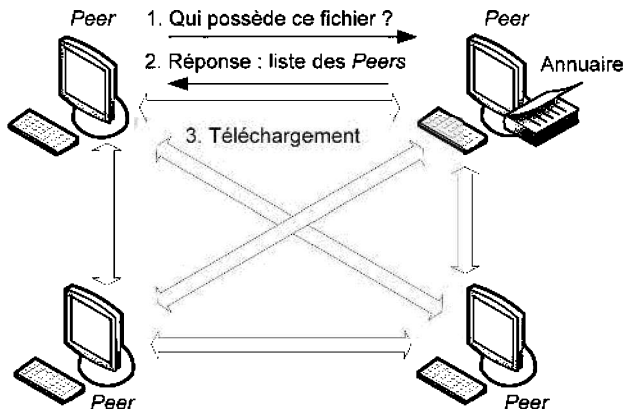 Peer
1. Qui possède ce fichier ?
Peer
2. Réponse : liste des Peers
Annuaire
3. Téléchargement
Peer
Peer